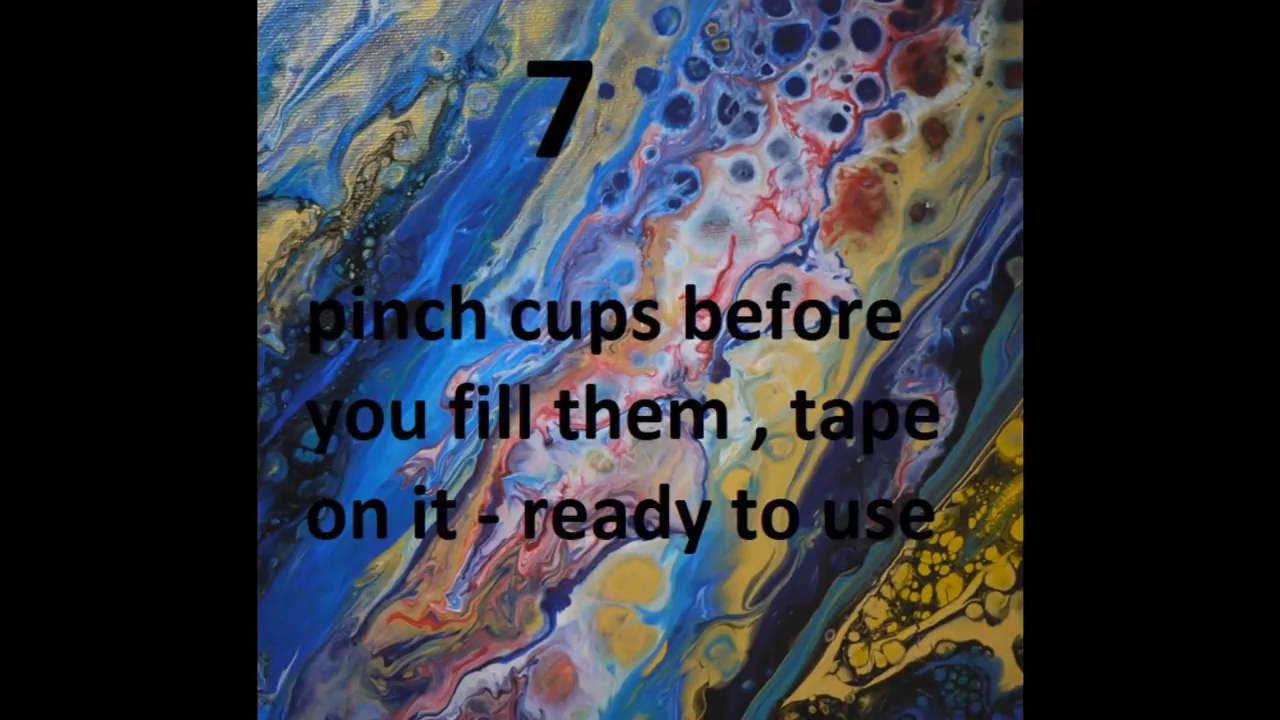 7
pinch cups before
you fill them , tape
on it - ready to use